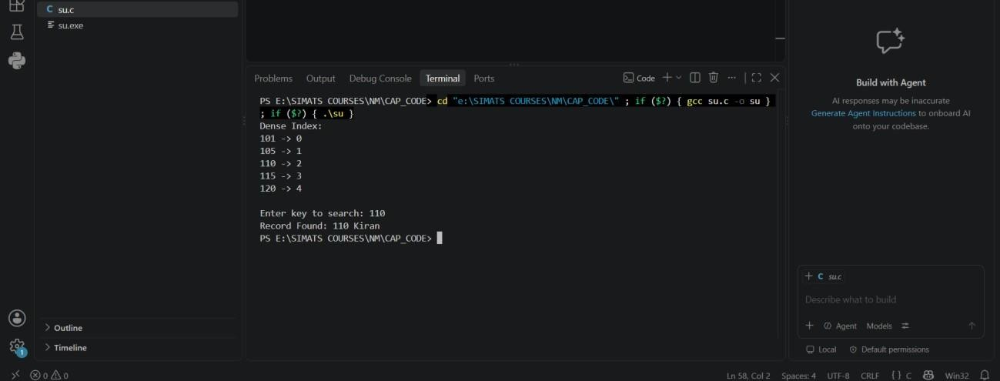 C su.c
su.exe
Problems Output Debug Console Terminal Ports
Code
PS E:\SIMATS COURSES\NM\CAP_CODE> cd "e:\SIMATS COURSES\NM\CAP_CODE\" ; if ($?) { gcc su.c -o su }
; if ($?) { .\su }
Dense Index:
101 -> 0
105 -> 1
110 -> 2
115 -> 3
120 -> 4
Enter key to search: 110
Record Found: 110 Kiran
PS E:\SIMATS COURSES\NM\CAP_CODE>
Build with Agent
AI responses may be inaccurate
Generate Agent Instructions to onboard AI
onto your codebase.
+ C su.c
Describe what to build
Agent Models
Local Default permissions
Outline
Timeline
1
0 0
Ln 58, Col 2 Spaces: 4 UTF-8 CRLF {} C Win32